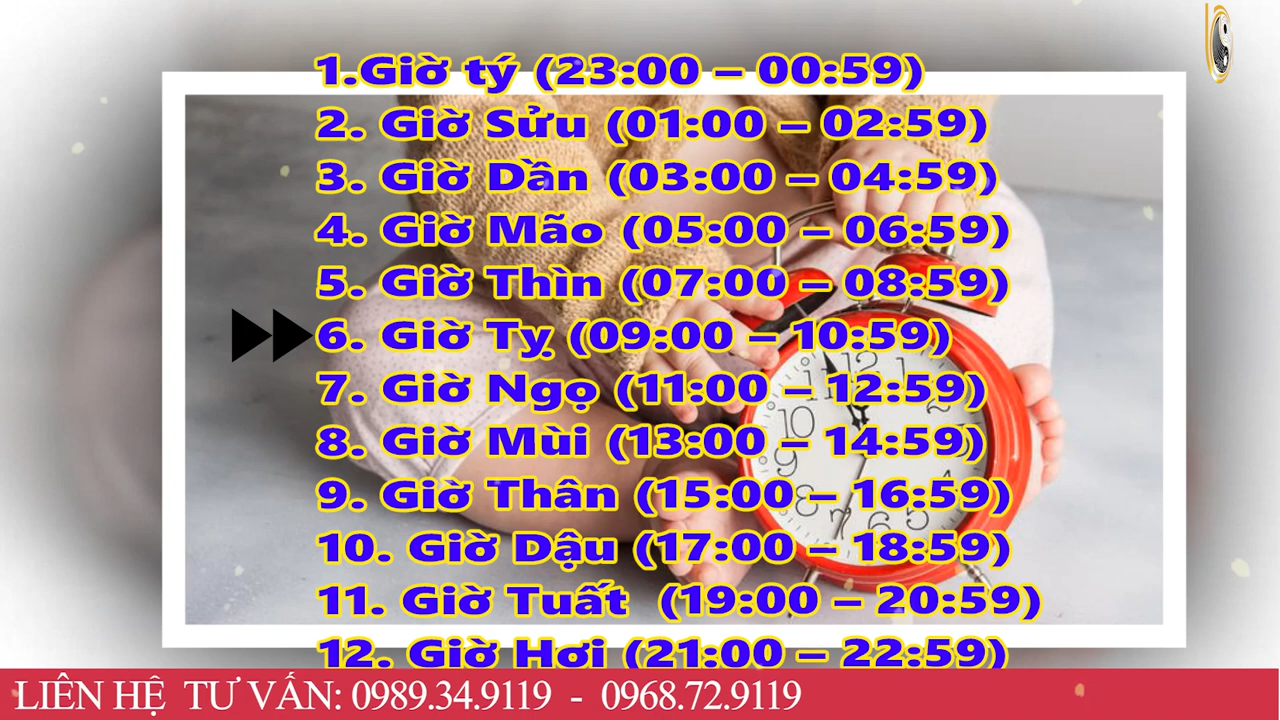 1.Giờ tý (23:00 – 00:59)
2. Giờ Sửu (01:00 – 02:59)
3. Giờ Dần (03:00 – 04:59)
4. Giờ Mão (05:00 – 06:59)
5. Giờ Thìn (07:00 – 08:59)
6. Giờ Tỵ (09:00 – 10:59)
7. Giờ Ngọ (11:00 – 12:59)
8. Giờ Mùi (13:00 – 14:59)
9. Giờ Thân (15:00 – 16:59)
10. Giờ Dậu (17:00 – 18:59)
11. Giờ Tuất (19:00 – 20:59)
12. Giờ Hợi (21:00 – 22:59)
LIÊN HỆ TƯ VẤN: 0989.34.9119 - 0968.72.9119